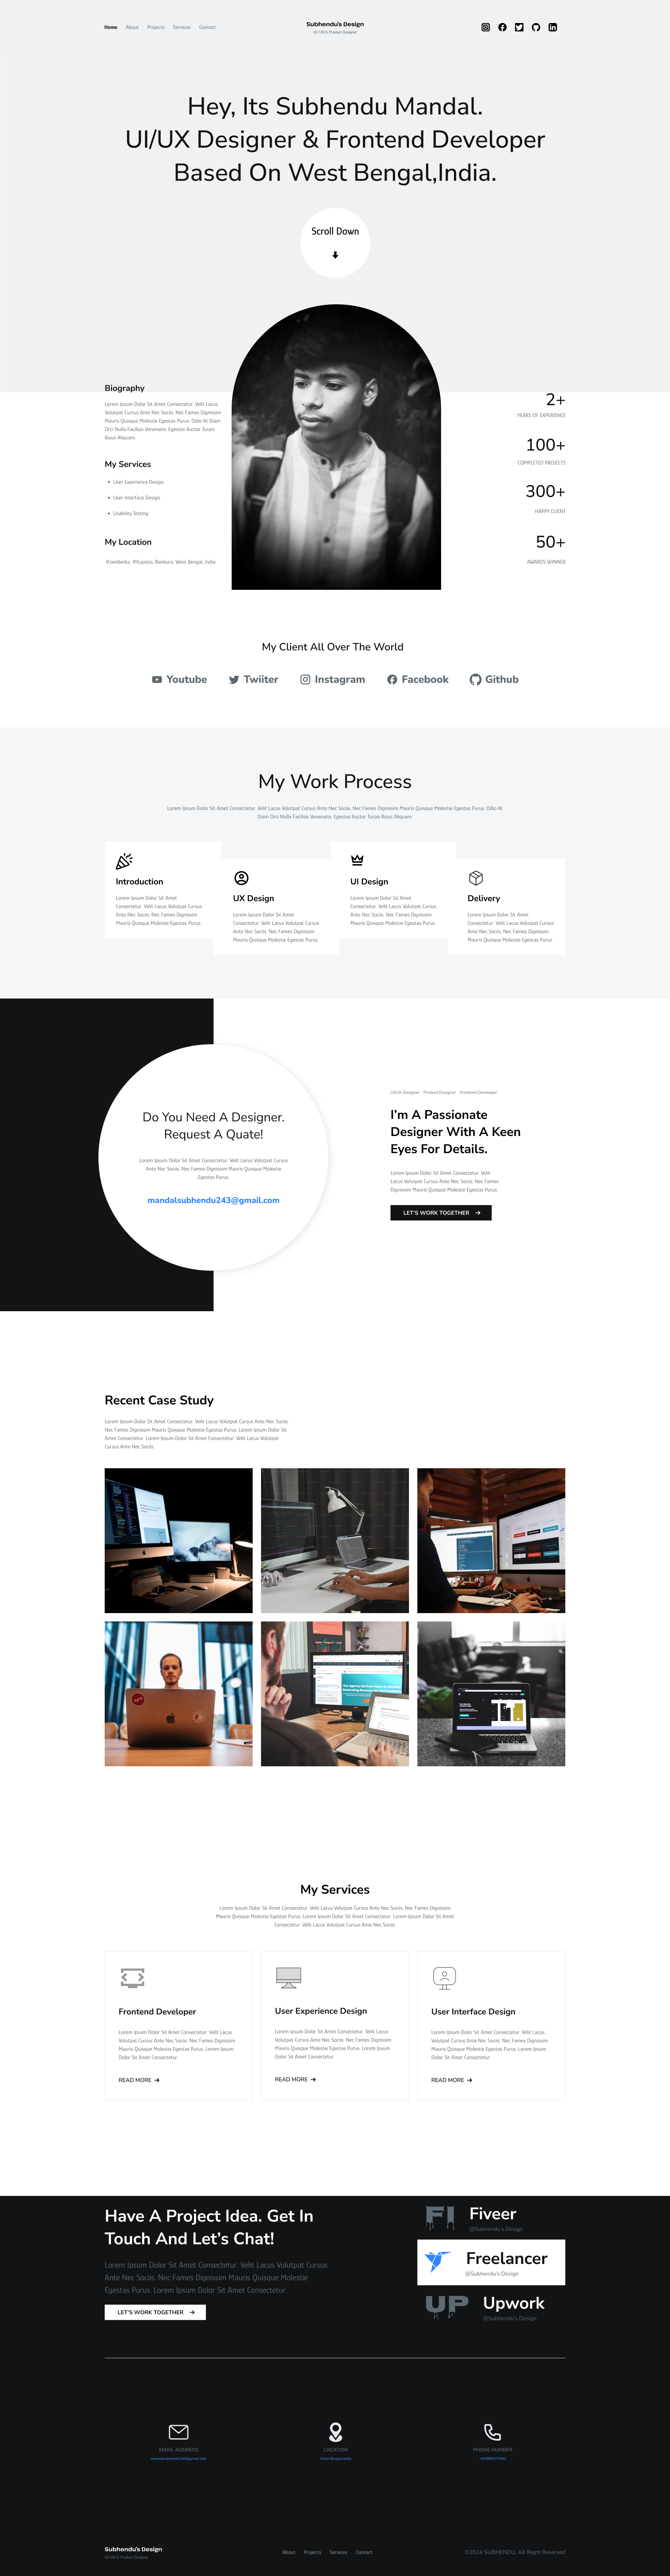 Home About Projects Services Contact
Subhendu's Design
UI/UX & Product Designer
Hey, Its Subhendu Mandal.
UI/UX Designer & Frontend Developer
Based On West Bengal,India.
Scroll Down
Biography
Lorem Ipsum Dolor Sit Amet Consectetur. Velit Lacus
Volutpat Cursus Ante Nec Sociis. Nec Fames Dignissim
Mauris Quisque Molestie Egestas Purus. Odio At Diam
Orci Nulla Facilisis Venenatis. Egestas Auctor Turpis
Risus Aliquam.
My Services
• User Experience Design
• User Interface Design
• Usability Testing
My Location
West Bengal, India
2+
YEARS OF EXPERIENCE
100+
COMPLETED PROJECTS
300+
HAPPY CLIENT
50+
AWARDS WINNER
My Client All Over The World
Youtube Twiiter Instagram Facebook Github
My Work Process
Lorem Ipsum Dolor Sit Amet Consectetur. Velit Lacus Volutpat Cursus Ante Nec Sociis. Nec Fames Dignissim Mauris Quisque Molestie Egestas Purus. Odio At
Diam Orci Nulla Facilisis Venenatis. Egestas Auctor Turpis Risus Aliquam.
Introduction
Lorem Ipsum Dolor Sit Amet
Consectetur. Velit Lacus Volutpat Cursus
Ante Nec Sociis. Nec Fames Dignissim
Mauris Quisque Molestie Egestas Purus.
UX Design
Lorem Ipsum Dolor Sit Amet
Consectetur. Velit Lacus Volutpat Cursus
Ante Nec Sociis. Nec Fames Dignissim
Mauris Quisque Molestie Egestas Purus.
UI Design
Lorem Ipsum Dolor Sit Amet
Consectetur. Velit Lacus Volutpat Cursus
Ante Nec Sociis. Nec Fames Dignissim
Mauris Quisque Molestie Egestas Purus.
Delivery
Lorem Ipsum Dolor Sit Amet
Consectetur. Velit Lacus Volutpat Cursus
Ante Nec Sociis. Nec Fames Dignissim
Mauris Quisque Molestie Egestas Purus.
Do You Need A Designer.
Request A Quate!
Lorem Ipsum Dolor Sit Amet Consectetur. Velit Lacus Volutpat Cursus
Ante Nec Sociis. Nec Fames Dignissim Mauris Quisque Molestie
Egestas Purus.
mandalsubhendu243@gmail.com
UI/UX Designer Product Designer Frontend Developer
I'm A Passionate
Designer With A Keen
Eyes For Details.
Lorem Ipsum Dolor Sit Amet Consectetur. Velit
Lacus Volutpat Cursus Ante Nec Sociis. Nec Fames
Dignissim Mauris Quisque Molestie Egestas Purus.
LET'S WORK TOGETHER →
Recent Case Study
Lorem Ipsum Dolor Sit Amet Consectetur. Velit Lacus Volutpat Cursus Ante Nec Sociis.
Nec Fames Dignissim Mauris Quisque Molestie Egestas Purus. Lorem Ipsum Dolor Sit
Amet Consectetur. Lorem Ipsum Dolor Sit Amet Consectetur. Velit Lacus Volutpat
Cursus Ante Nec Sociis.
My Services
Lorem Ipsum Dolor Sit Amet Consectetur. Velit Lacus Volutpat Cursus Ante Nec Sociis. Nec Fames Dignissim
Mauris Quisque Molestie Egestas Purus. Lorem Ipsum Dolor Sit Amet Consectetur. Lorem Ipsum Dolor Sit Amet
Consectetur. Velit Lacus Volutpat Cursus Ante Nec Sociis.
Frontend Developer
Lorem Ipsum Dolor Sit Amet Consectetur. Velit Lacus
Volutpat Cursus Ante Nec Sociis. Nec Fames Dignissim
Mauris Quisque Molestie Egestas Purus. Lorem Ipsum
Dolor Sit Amet Consectetur.
READ MORE →
User Experience Design
Lorem Ipsum Dolor Sit Amet Consectetur. Velit Lacus
Volutpat Cursus Ante Nec Sociis. Nec Fames Dignissim
Mauris Quisque Molestie Egestas Purus. Lorem Ipsum
Dolor Sit Amet Consectetur.
READ MORE →
User Interface Design
Lorem Ipsum Dolor Sit Amet Consectetur. Velit Lacus
Volutpat Cursus Ante Nec Sociis. Nec Fames Dignissim
Mauris Quisque Molestie Egestas Purus. Lorem Ipsum
Dolor Sit Amet Consectetur.
READ MORE →
Have A Project Idea. Get In
Touch And Let's Chat!
Lorem Ipsum Dolor Sit Amet Consectetur. Velit Lacus Volutpat Cursus
Ante Nec Sociis. Nec Fames Dignissim Mauris Quisque Molestie
Egestas Purus. Lorem Ipsum Dolor Sit Amet Consectetur.
LET'S WORK TOGETHER →
FI Fiveer
@Subhendu's Design
Freelancer
@Subhendu's Design
UP Upwork
@Subhendu's Design
EMAIL ADDRESS
mandalsubhendu243@gmail.com
LOCATION
West Bengal,India
PHONE NUMBER
Subhendu's Design
UI/UX & Product Designer
About Projects Services Contact
©2024 SUBHENDU. All Right Reserved